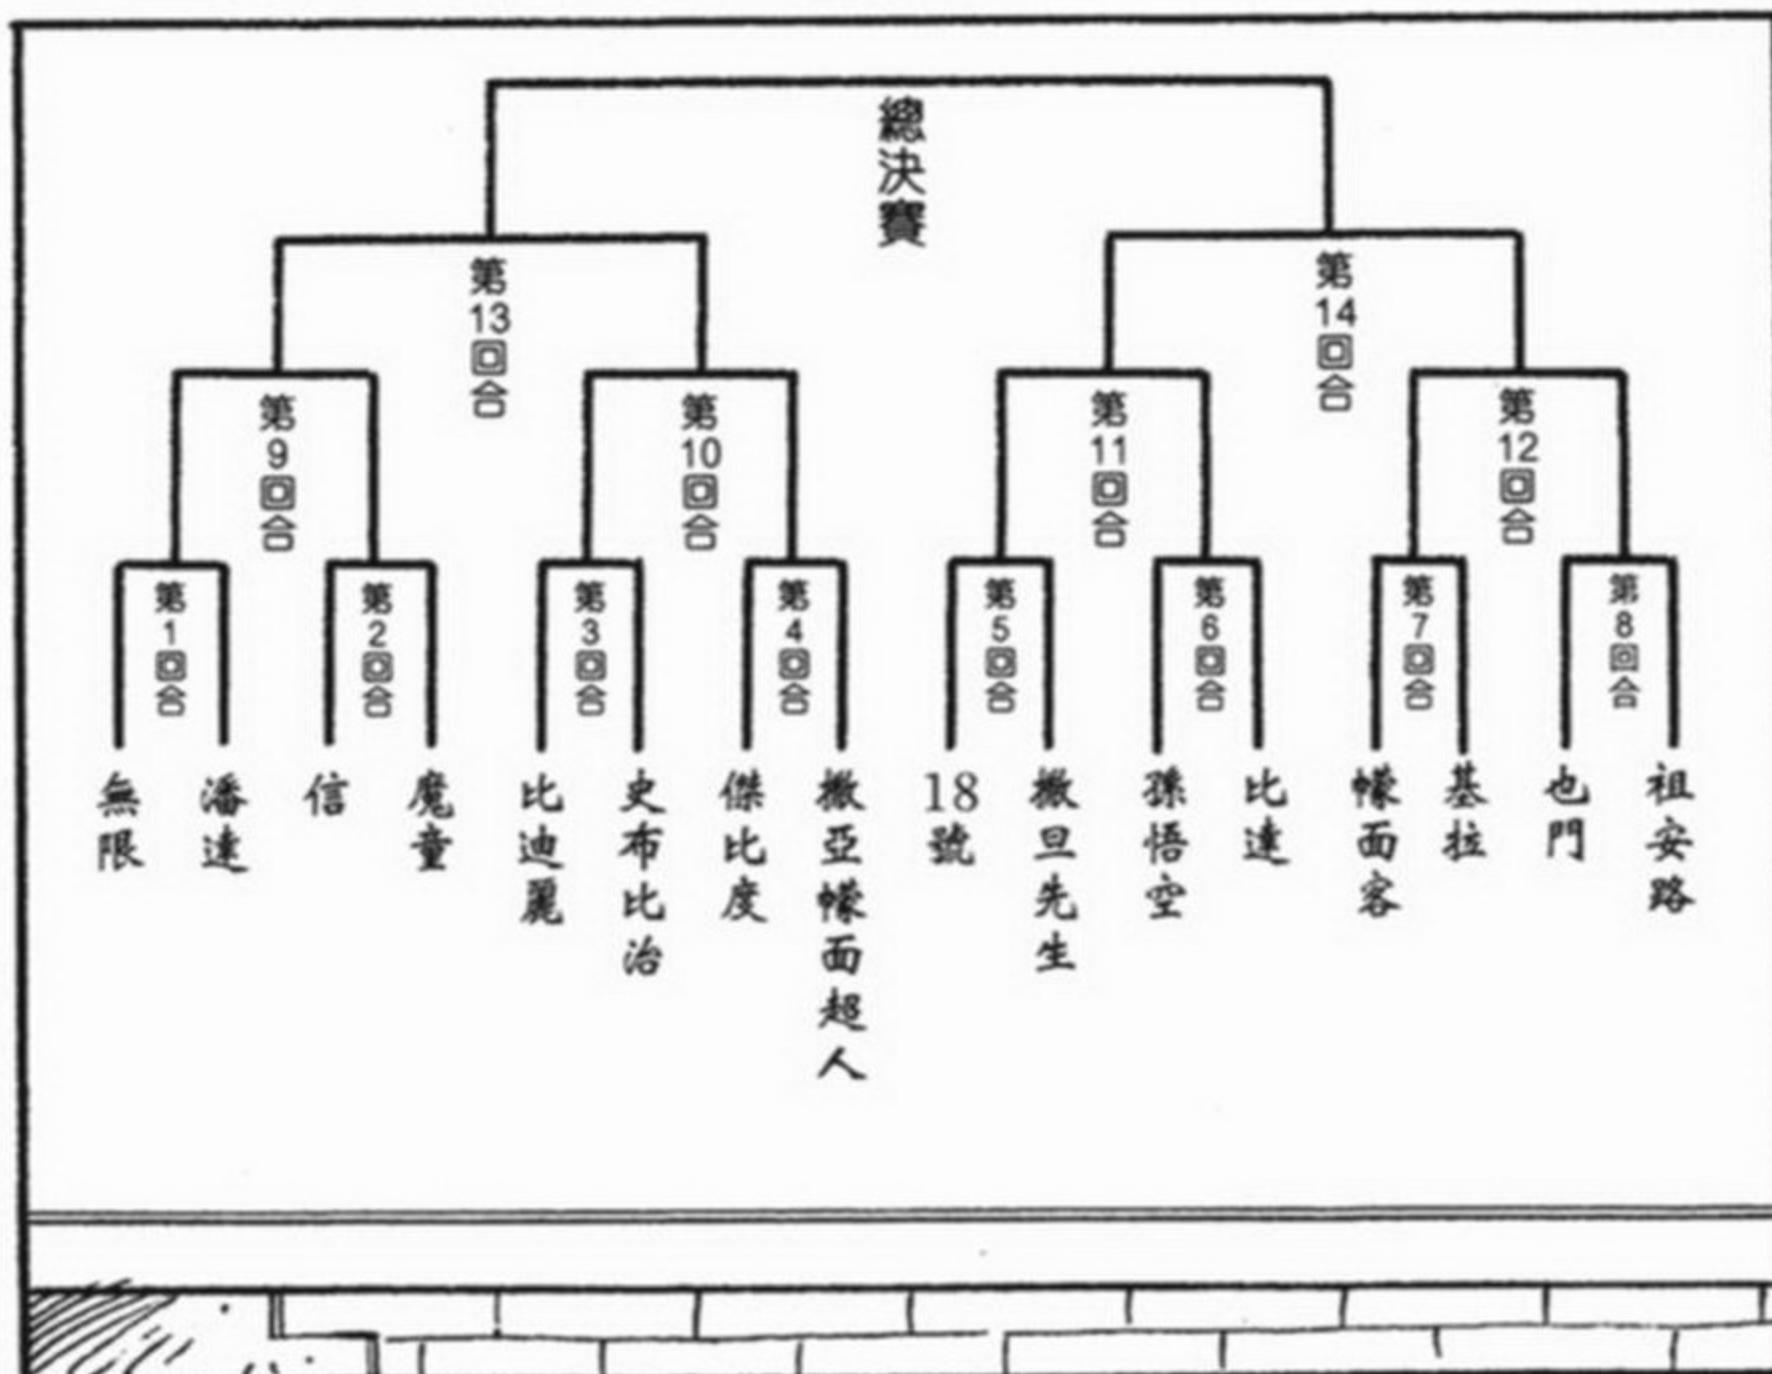 總決賽
第13回合
第14回合
第9回合
第10回合
第11回合
第12回合
第1回合
第2回合
第3回合
第4回合
第5回合
第6回合
第7回合
第8回合
無限
潘達
信
魔童
比迪麗
史布比治
傑比度
撒亞幪面超人
18號
撒旦先生
孫悟空
比達
幪面客
基拉
也門
祖安路